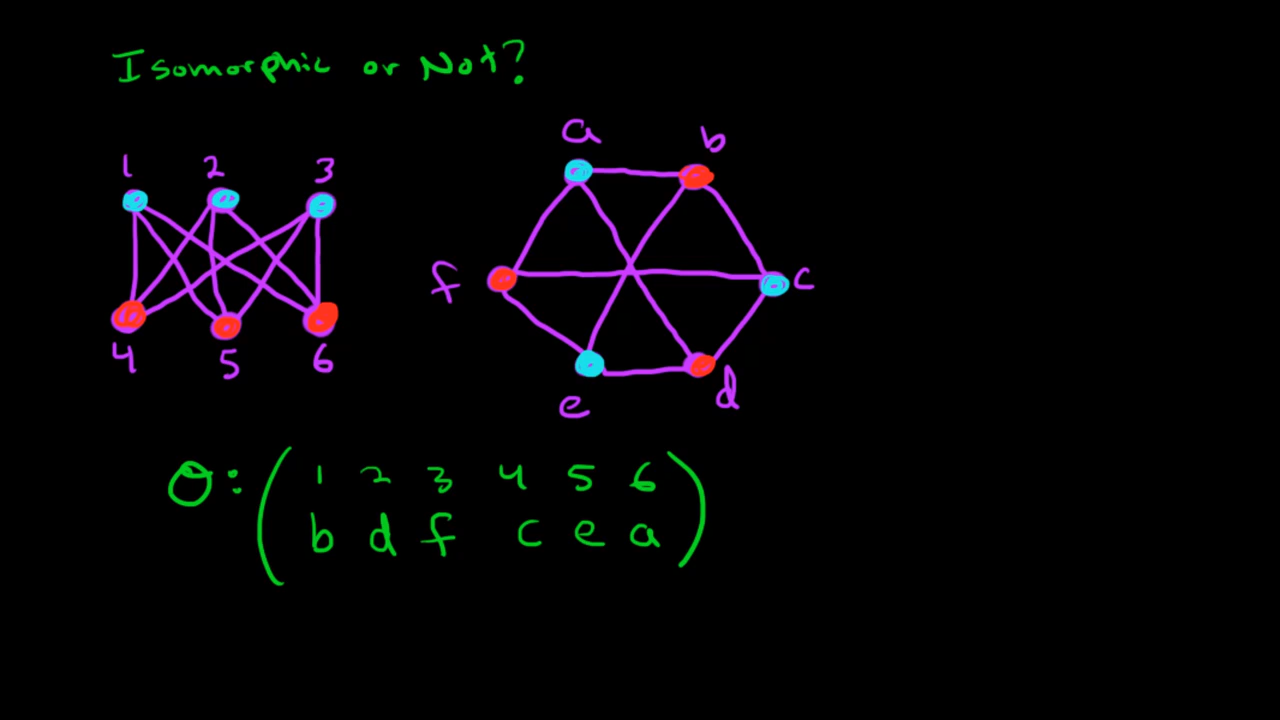 Isomorphic or Not?
1 2 3
4 5 6
a b
f c
e d
θ: ( 1 2 3 4 5 6 )
b d f c e a